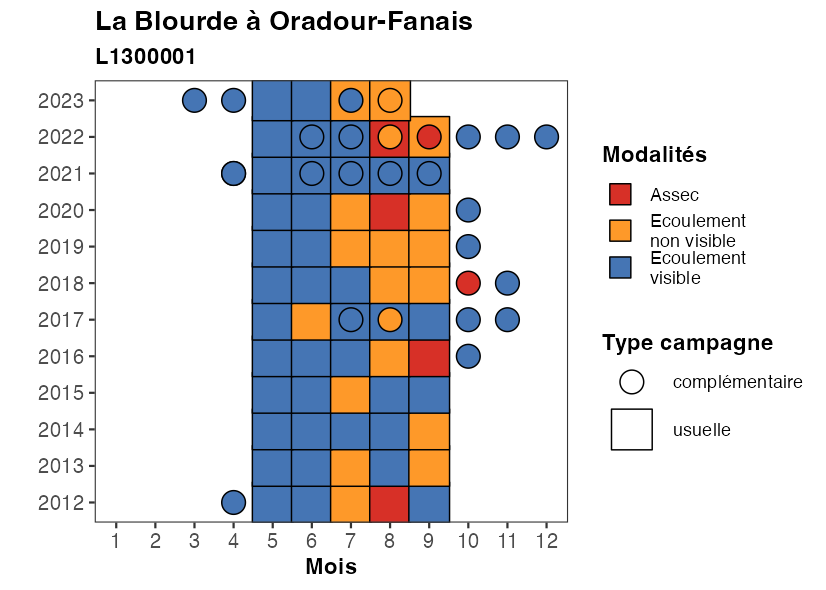 La Blourde à Oradour-Fanais
L1300001
2023
2022
2021
2020
2019
2018
2017
2016
2015
2014
2013
2012
1 2 3 4 5 6 7 8 9 10 11 12
Mois
Modalités
Assec
Ecoulement
non visible
Ecoulement
visible
Type campagne
complémentaire
usuelle